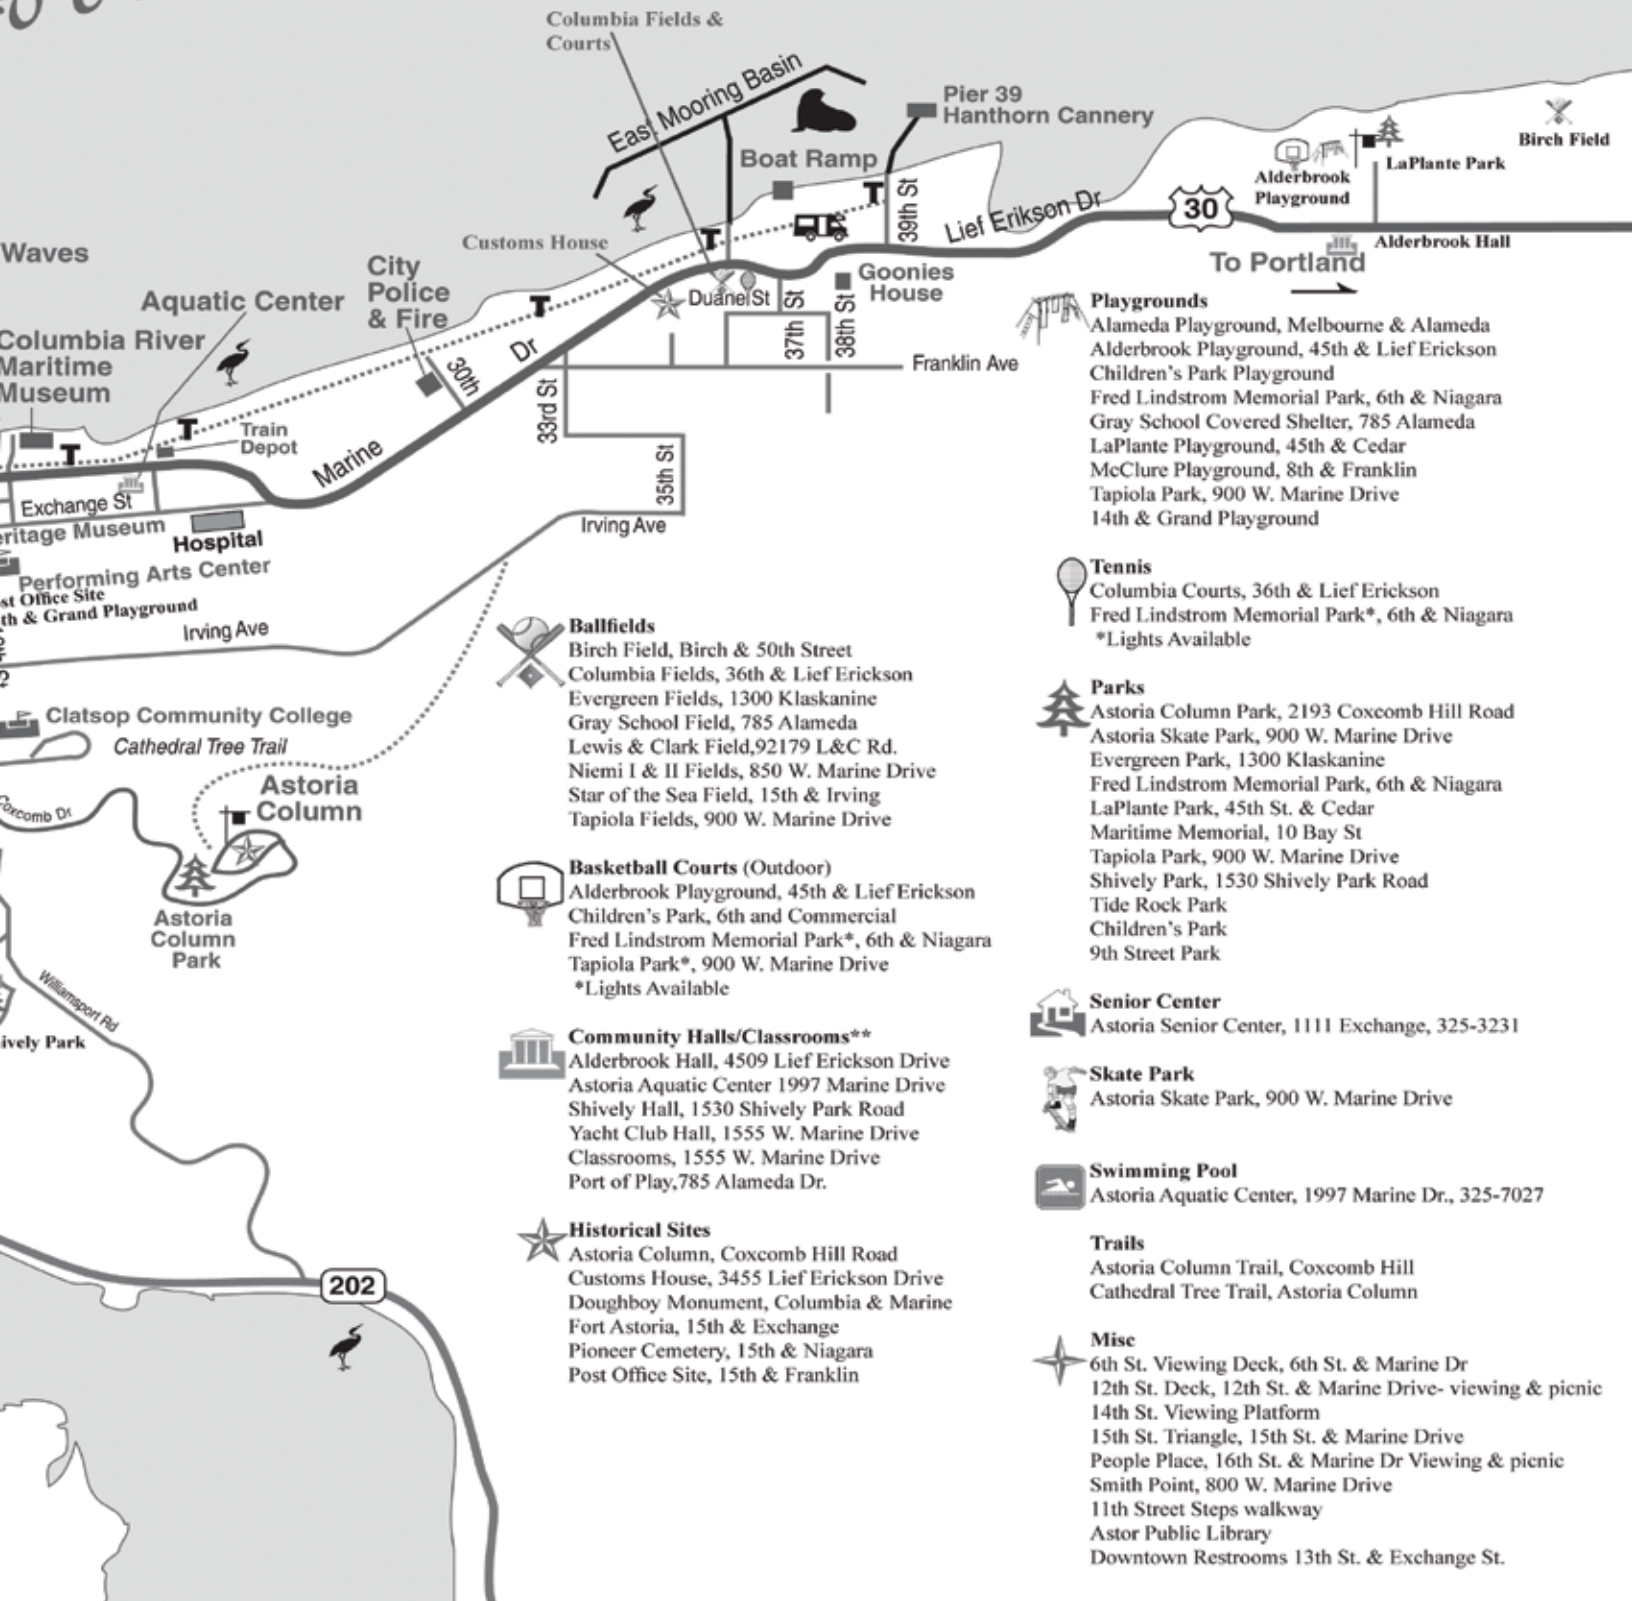 Columbia Fields &
Courts
East Mooring Basin
Pier 39
Hanthorn Cannery
Boat Ramp
T
39th St
Lief Erikson Dr
30
Birch Field
LaPlante Park
Alderbrook
Playground
Alderbrook Hall
To Portland
Waves
Customs House
T
City
Police
& Fire
Goonies
House
Duane St
37th St
38th St
Aquatic Center
T
Columbia River
Maritime
Museum
30th
Dr
Franklin Ave
33rd St
T
T
Train
Depot
Marine
35th St
Exchange St
Irving Ave
eritage Museum
Hospital
Performing Arts Center
st Office Site
th & Grand Playground
Irving Ave
Clatsop Community College
Cathedral Tree Trail
Astoria
Column
Coxcomb Dr
Astoria
Column
Park
Williamsport Rd
ively Park
202
Ballfields
Birch Field, Birch & 50th Street
Columbia Fields, 36th & Lief Erickson
Evergreen Fields, 1300 Klaskanine
Gray School Field, 785 Alameda
Lewis & Clark Field,92179 L&C Rd.
Niemi I & II Fields, 850 W. Marine Drive
Star of the Sea Field, 15th & Irving
Tapiola Fields, 900 W. Marine Drive
Basketball Courts (Outdoor)
Alderbrook Playground, 45th & Lief Erickson
Children's Park, 6th and Commercial
Fred Lindstrom Memorial Park*, 6th & Niagara
Tapiola Park*, 900 W. Marine Drive
*Lights Available
Community Halls/Classrooms**
Alderbrook Hall, 4509 Lief Erickson Drive
Astoria Aquatic Center 1997 Marine Drive
Shively Hall, 1530 Shively Park Road
Yacht Club Hall, 1555 W. Marine Drive
Classrooms, 1555 W. Marine Drive
Port of Play,785 Alameda Dr.
Historical Sites
Astoria Column, Coxcomb Hill Road
Customs House, 3455 Lief Erickson Drive
Doughboy Monument, Columbia & Marine
Fort Astoria, 15th & Exchange
Pioneer Cemetery, 15th & Niagara
Post Office Site, 15th & Franklin
Playgrounds
Alameda Playground, Melbourne & Alameda
Alderbrook Playground, 45th & Lief Erickson
Children's Park Playground
Fred Lindstrom Memorial Park, 6th & Niagara
Gray School Covered Shelter, 785 Alameda
LaPlante Playground, 45th & Cedar
McClure Playground, 8th & Franklin
Tapiola Park, 900 W. Marine Drive
14th & Grand Playground
Tennis
Columbia Courts, 36th & Lief Erickson
Fred Lindstrom Memorial Park*, 6th & Niagara
*Lights Available
Parks
Astoria Column Park, 2193 Coxcomb Hill Road
Astoria Skate Park, 900 W. Marine Drive
Evergreen Park, 1300 Klaskanine
Fred Lindstrom Memorial Park, 6th & Niagara
LaPlante Park, 45th St. & Cedar
Maritime Memorial, 10 Bay St
Tapiola Park, 900 W. Marine Drive
Shively Park, 1530 Shively Park Road
Tide Rock Park
Children's Park
9th Street Park
Senior Center
Astoria Senior Center, 1111 Exchange, 325-3231
Skate Park
Astoria Skate Park, 900 W. Marine Drive
Swimming Pool
Astoria Aquatic Center, 1997 Marine Dr., 325-7027
Trails
Astoria Column Trail, Coxcomb Hill
Cathedral Tree Trail, Astoria Column
Misc
6th St. Viewing Deck, 6th St. & Marine Dr
12th St. Deck, 12th St. & Marine Drive- viewing & picnic
14th St. Viewing Platform
15th St. Triangle, 15th St. & Marine Drive
People Place, 16th St. & Marine Dr Viewing & picnic
Smith Point, 800 W. Marine Drive
11th Street Steps walkway
Astor Public Library
Downtown Restrooms 13th St. & Exchange St.